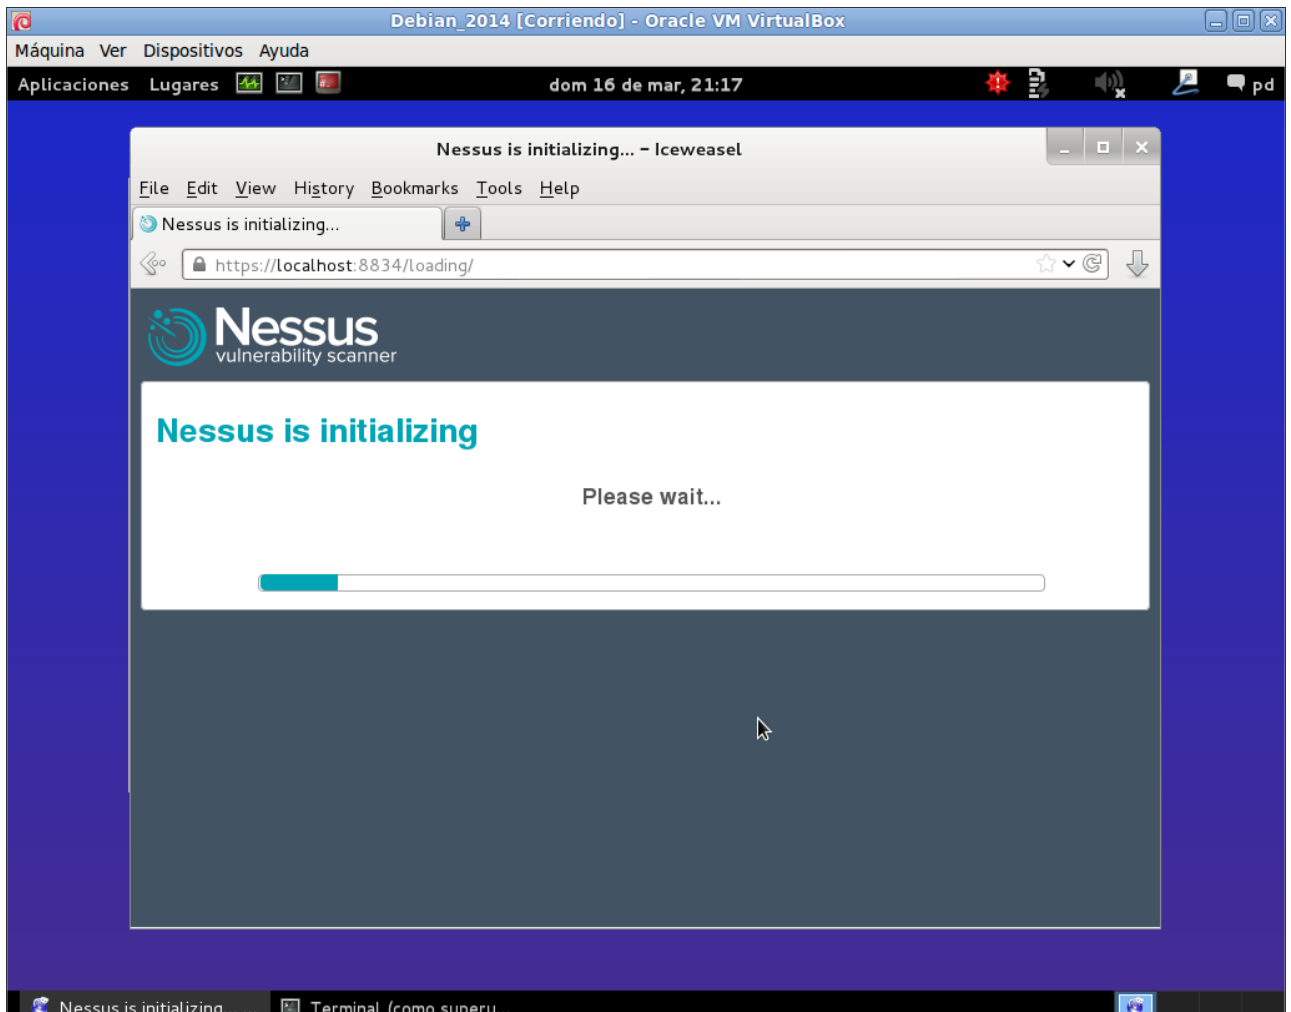 Debian_2014 [Corriendo] - Oracle VM VirtualBox
Máquina Ver Dispositivos Ayuda
Aplicaciones Lugares dom 16 de mar, 21:17 pd
Nessus is initializing... - Iceweasel
File Edit View History Bookmarks Tools Help
Nessus is initializing...
https://localhost:8834/loading/
Nessus
vulnerability scanner
Nessus is initializing
Please wait...
Nessus is initializing... ... Terminal (como superu...